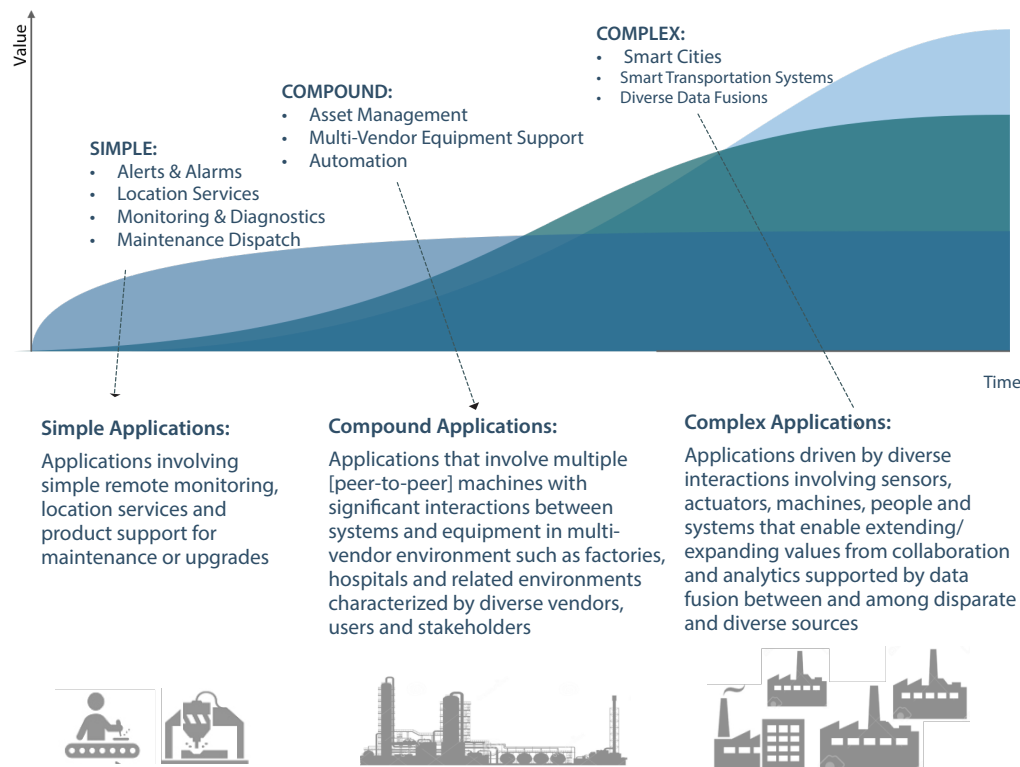 Value
SIMPLE:
• Alerts & Alarms
• Location Services
• Monitoring & Diagnostics
• Maintenance Dispatch
COMPOUND:
• Asset Management
• Multi-Vendor Equipment Support
• Automation
COMPLEX:
• Smart Cities
• Smart Transportation Systems
• Diverse Data Fusions
Time
Simple Applications:
Applications involving
simple remote monitoring,
location services and
product support for
maintenance or upgrades
Compound Applications:
Applications that involve multiple
[peer-to-peer] machines with
significant interactions between
systems and equipment in multi-
vendor environment such as factories,
hospitals and related environments
characterized by diverse vendors,
users and stakeholders
Complex Applications:
Applications driven by diverse
interactions involving sensors,
actuators, machines, people and
systems that enable extending/
expanding values from collaboration
and analytics supported by data
fusion between and among disparate
and diverse sources